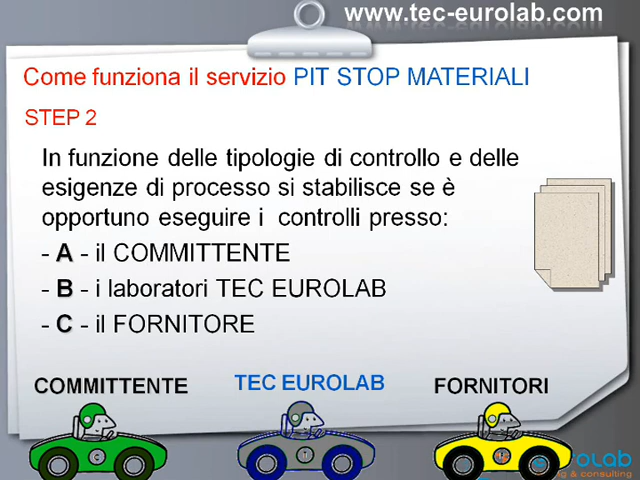 www.tec-eurolab.com
Come funziona il servizio PIT STOP MATERIALI
STEP 2
In funzione delle tipologie di controllo e delle
esigenze di processo si stabilisce se è
opportuno eseguire i controlli presso:
- A - il COMMITTENTE
- B - i laboratori TEC EUROLAB
- C - il FORNITORE
COMMITTENTE TEC EUROLAB FORNITORI
C T F
& consulting